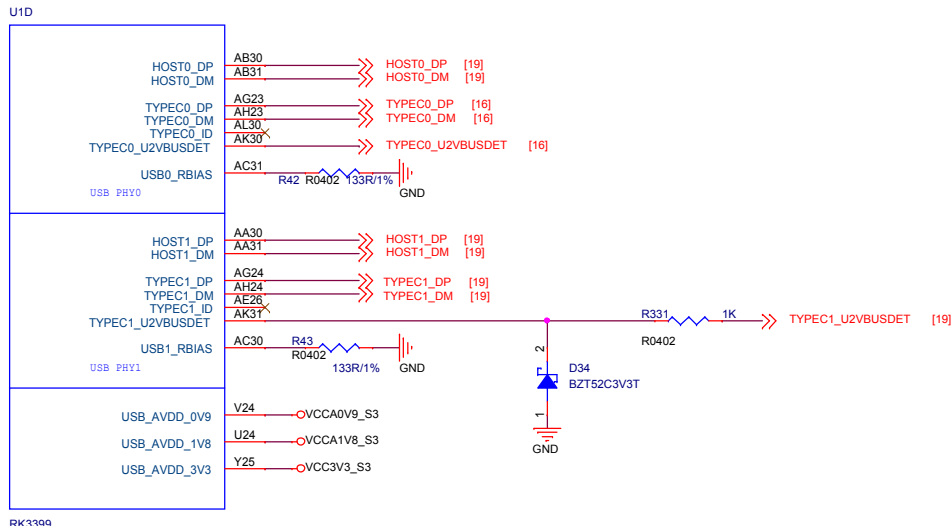 U1D
HOST0_DP AB30 HOST0_DP [19]
HOST0_DM AB31 HOST0_DM [19]
TYPEC0_DP AG23 TYPEC0_DP [16]
TYPEC0_DM AH23 TYPEC0_DM [16]
TYPEC0_ID AL30
TYPEC0_U2VBUSDET AK30 TYPEC0_U2VBUSDET [16]
USB0_RBIAS AC31
R42 R0402 133R/1%
USB PHY0
GND
HOST1_DP AA30 HOST1_DP [19]
HOST1_DM AA31 HOST1_DM [19]
TYPEC1_DP AG24 TYPEC1_DP [19]
TYPEC1_DM AH24 TYPEC1_DM [19]
TYPEC1_ID AE26
TYPEC1_U2VBUSDET AK31 R331 1K TYPEC1_U2VBUSDET [19]
R0402
USB1_RBIAS AC30 R43
R0402
133R/1%
GND
USB PHY1
2
D34
BZT52C3V3T
1
GND
USB_AVDD_0V9 V24 VCCA0V9_S3
USB_AVDD_1V8 U24 VCCA1V8_S3
USB_AVDD_3V3 Y25 VCC3V3_S3
RK3399